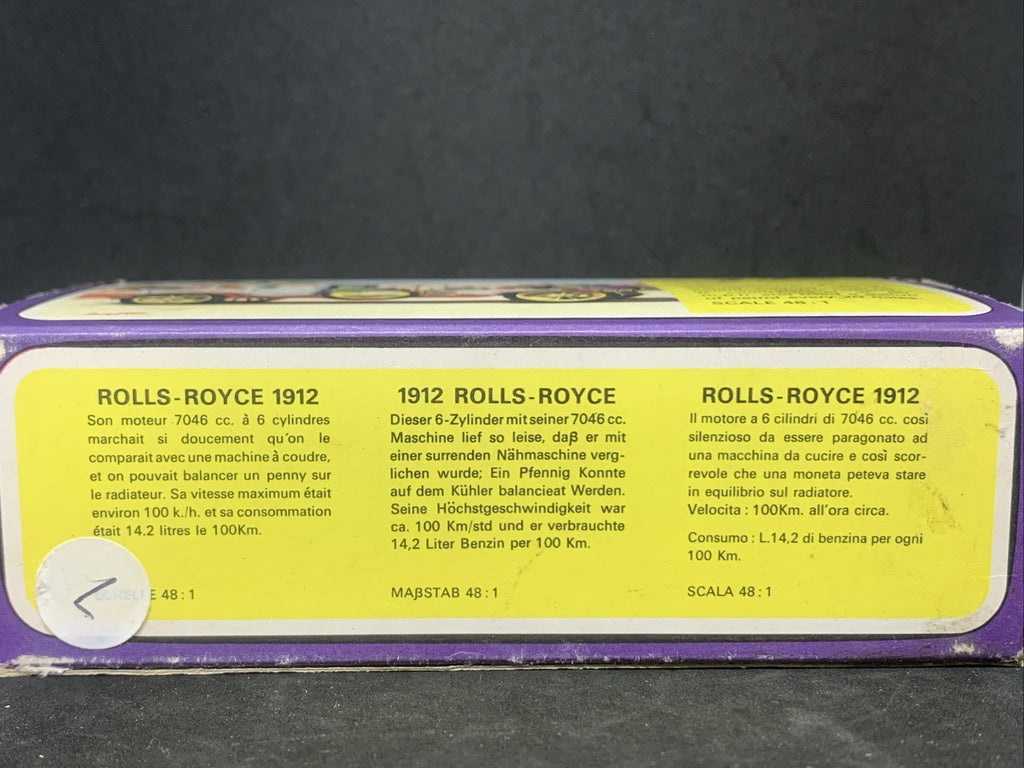 SCALE 48:1
ROLLS-ROYCE 1912
Son moteur 7046 cc. à 6 cylindres
marchait si doucement qu'on le
comparait avec une machine à coudre,
et on pouvait balancer un penny sur
le radiateur. Sa vitesse maximum était
environ 100 k./h. et sa consommation
était 14.2 litres le 100Km.
48:1
1912 ROLLS-ROYCE
Dieser 6-Zylinder mit seiner 7046 cc.
Maschine lief so leise, daß er mit
einer surrenden Nähmaschine verg-
lichen wurde; Ein Pfennig Konnte
auf dem Kühler balancieat Werden.
Seine Höchstgeschwindigkeit war
ca. 100 Km/std und er verbrauchte
14,2 Liter Benzin per 100 Km.
MAßSTAB 48:1
ROLLS-ROYCE 1912
Il motore a 6 cilindri di 7046 cc. così
silenzioso da essere paragonato ad
una macchina da cucire e così scor-
revole che una moneta peteva stare
in equilibrio sul radiatore.
Velocita : 100Km. all'ora circa.
Consumo : L.14,2 di benzina per ogni
100 Km.
SCALA 48:1